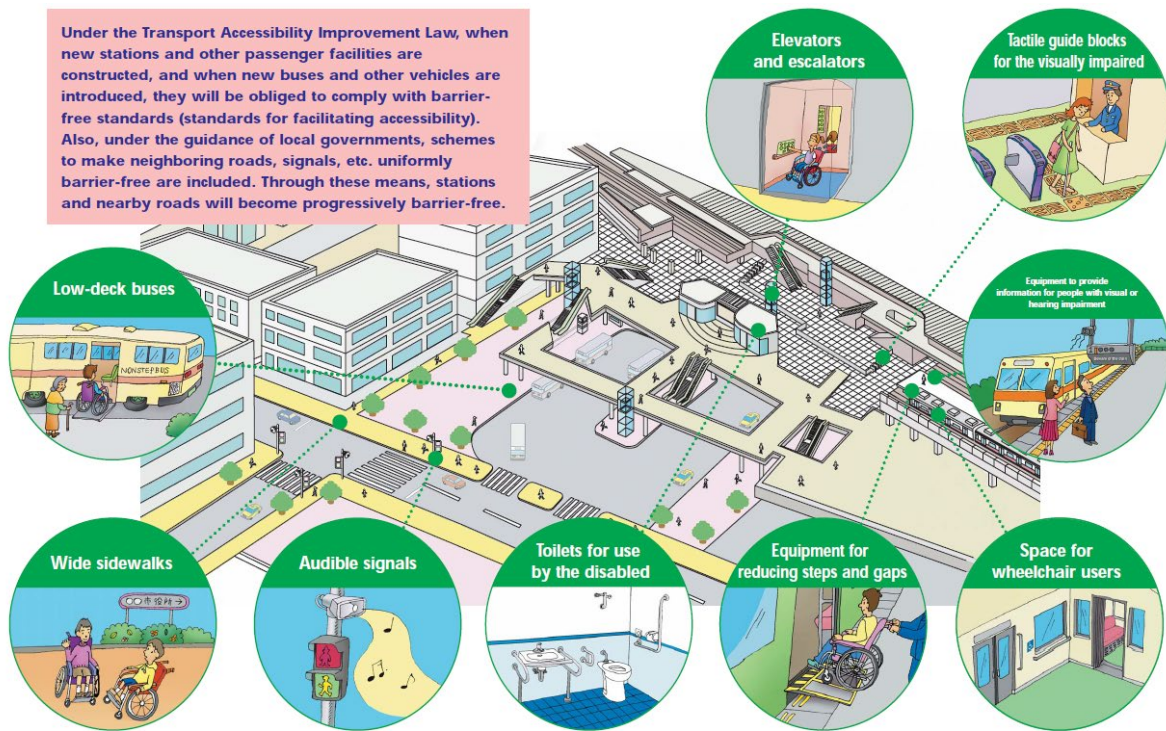 Under the Transport Accessibility Improvement Law, when
new stations and other passenger facilities are
constructed, and when new buses and other vehicles are
introduced, they will be obliged to comply with barrier-
free standards (standards for facilitating accessibility).
Also, under the guidance of local governments, schemes
to make neighboring roads, signals, etc. uniformly
barrier-free are included. Through these means, stations
and nearby roads will become progressively barrier-free.
Elevators
and escalators
Tactile guide blocks
for the visually impaired
Low-deck buses
NONSTEPBUS
Equipment to provide
information for people with visual or
hearing impairment
Wide sidewalks
○○市役所→
Audible signals
Toilets for use
by the disabled
Equipment for
reducing steps and gaps
Space for
wheelchair users